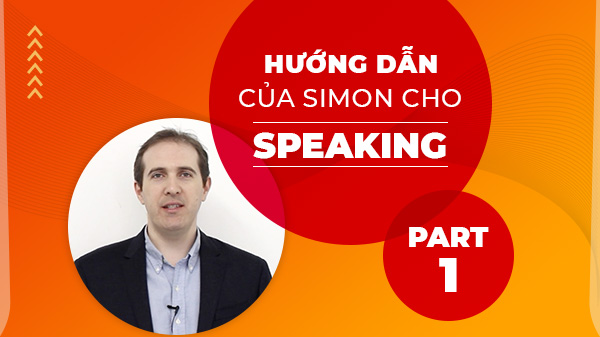 HƯỚNG DẪN
CỦA SIMON CHO
SPEAKING
PART
1